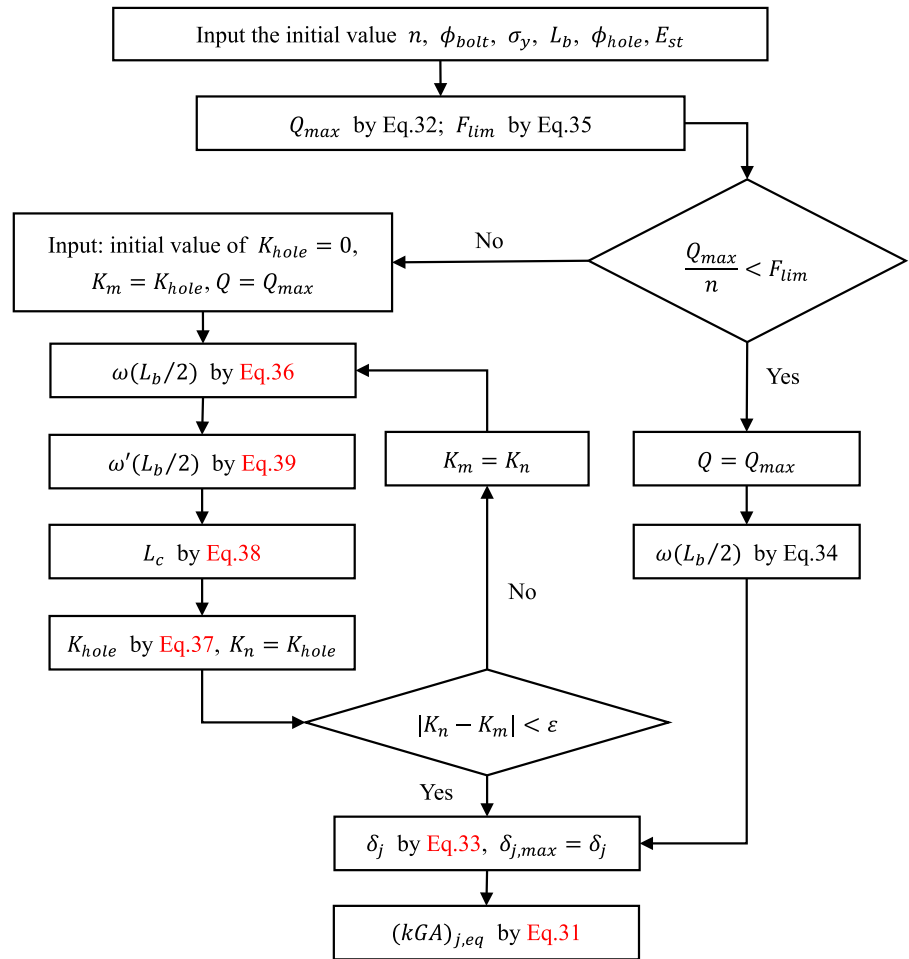 Input the initial value n, ϕ_bolt, σ_y, L_b, ϕ_hole, E_st
Q_max by Eq.32; F_lim by Eq.35
Q_max/n < F_lim
No
Input: initial value of K_hole = 0,
K_m = K_hole, Q = Q_max
ω(L_b/2) by Eq.36
ω′(L_b/2) by Eq.39
L_c by Eq.38
K_hole by Eq.37, K_n = K_hole
|K_n − K_m| < ε
No
K_m = K_n
Yes
Q = Q_max
ω(L_b/2) by Eq.34
Yes
δ_j by Eq.33, δ_j,max = δ_j
(kGA)_j,eq by Eq.31